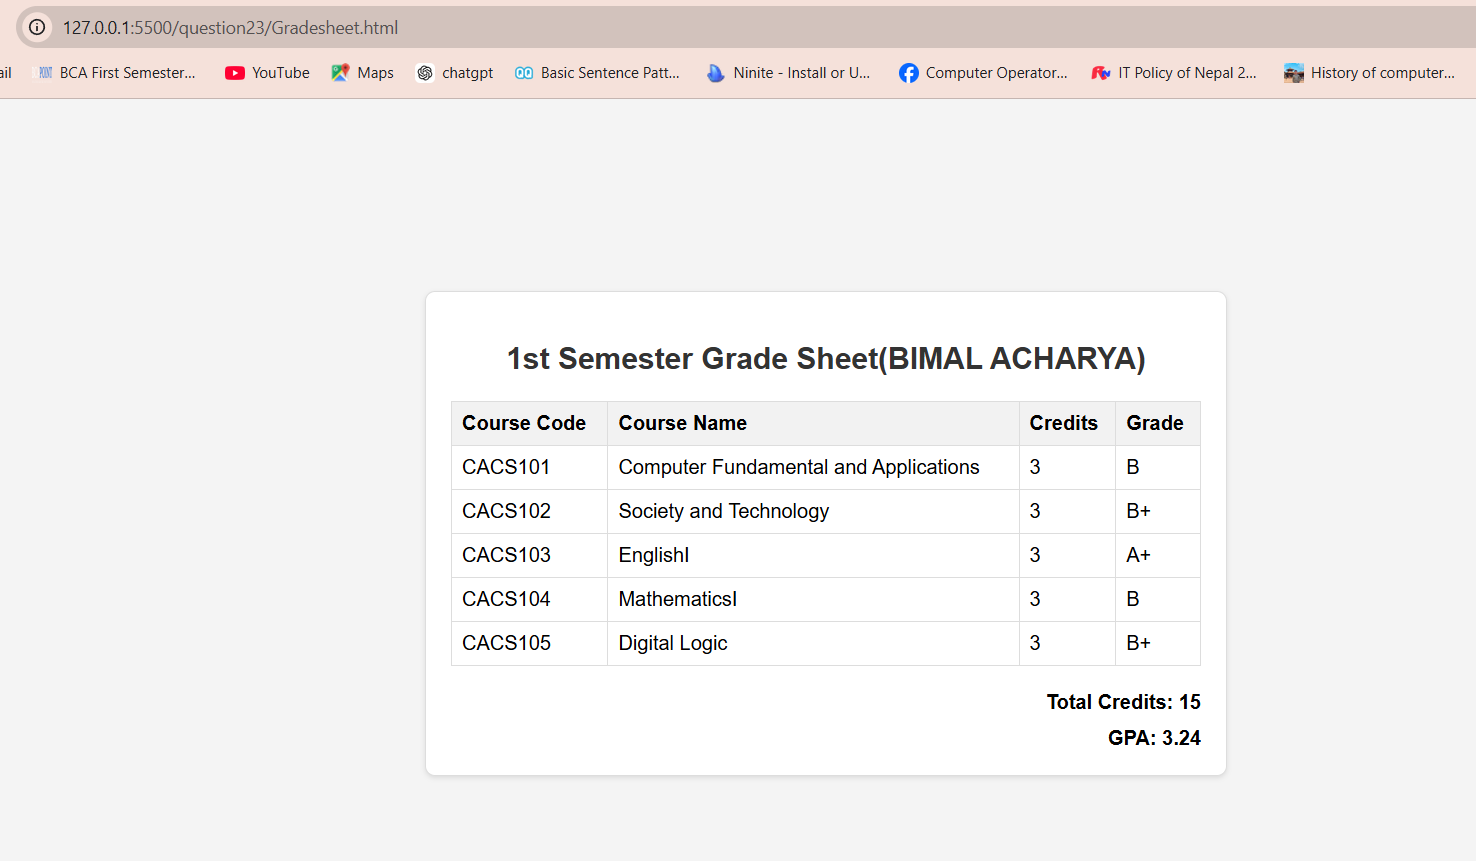 127.0.0.1:5500/question23/Gradesheet.html
ail BCA First Semester... YouTube Maps chatgpt Basic Sentence Patt... Ninite - Install or U... Computer Operator... IT Policy of Nepal 2... History of computer...
1st Semester Grade Sheet(BIMAL ACHARYA)
Course Code Course Name Credits Grade
CACS101 Computer Fundamental and Applications 3 B
CACS102 Society and Technology 3 B+
CACS103 EnglishI 3 A+
CACS104 MathematicsI 3 B
CACS105 Digital Logic 3 B+
Total Credits: 15
GPA: 3.24